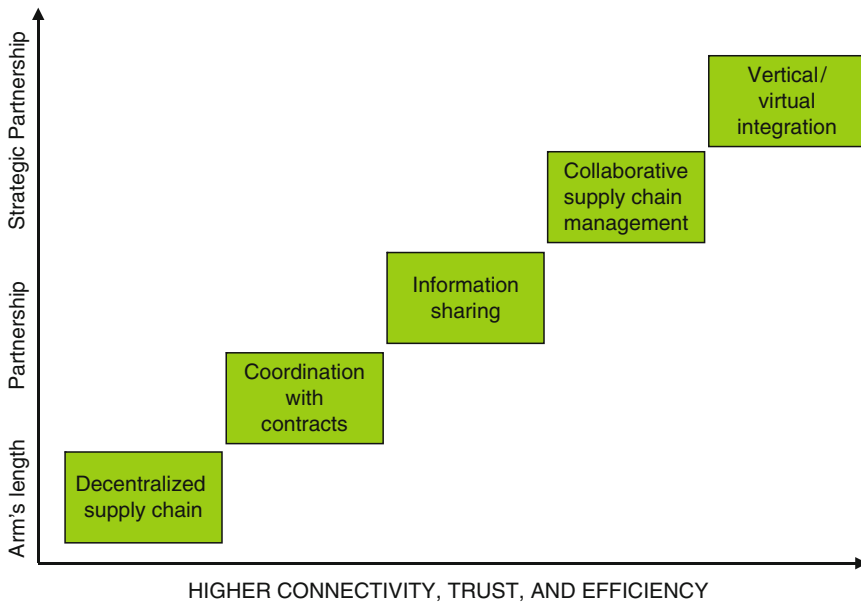 Strategic Partnership
Partnership
Arm's length
Vertical/
virtual
integration
Collaborative
supply chain
management
Information
sharing
Coordination
with
contracts
Decentralized
supply chain
HIGHER CONNECTIVITY, TRUST, AND EFFICIENCY